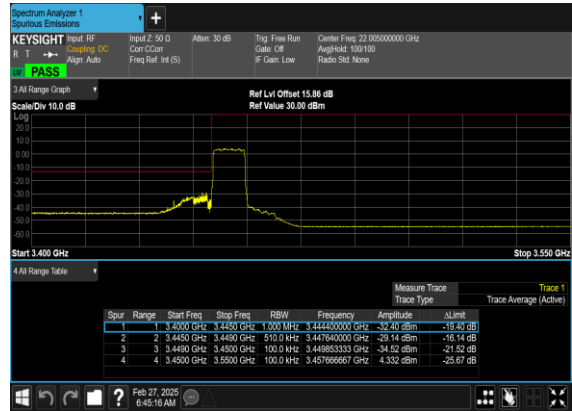 Spectrum Analyzer 1
Spurious Emissions
KEYSIGHT Input: RF Input Z: 50 Ω Atten: 30 dB Trig: Free Run Center Freq: 22.005000000 GHz
R T Coupling: DC Corr CCorr Gate: Off Avg|Hold: 100/100
Align: Auto Freq Ref: Int (S) IF Gain: Low Radio Std: None
PASS
3 All Range Graph
Ref Lvl Offset 15.86 dB
Scale/Div 10.0 dB Ref Value 30.00 dBm
Log
20.0
10.0
0.00
-10.0
-20.0
-30.0
-40.0
-50.0
-60.0
Start 3.400 GHz Stop 3.550 GHz
4 All Range Table
Measure Trace Trace 1
Trace Type Trace Average (Active)
Spur Range Start Freq Stop Freq RBW Frequency Amplitude ΔLimit
1 1 3.4000 GHz 3.4450 GHz 1.000 MHz 3.444400000 GHz -32.40 dBm -19.40 dB
2 2 3.4450 GHz 3.4490 GHz 510.0 kHz 3.447640000 GHz -29.14 dBm -16.14 dB
3 3 3.4490 GHz 3.4500 GHz 100.0 kHz 3.449853333 GHz -34.52 dBm -21.52 dB
4 4 3.4500 GHz 3.5500 GHz 100.0 kHz 3.457666667 GHz 4.332 dBm -25.67 dB
Feb 27, 2025
6:45:16 AM